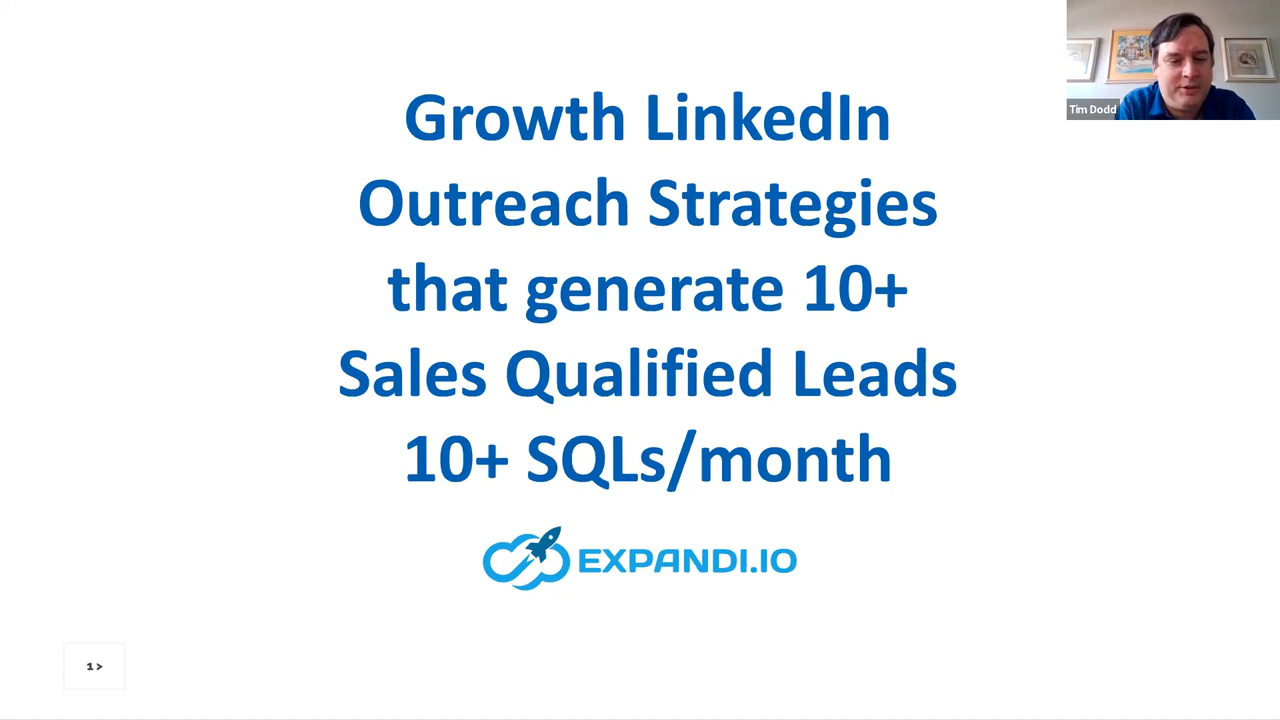 Growth LinkedIn
Outreach Strategies
that generate 10+
Sales Qualified Leads
10+ SQLs/month
EXPANDI.IO
1 >
Tim Dodd